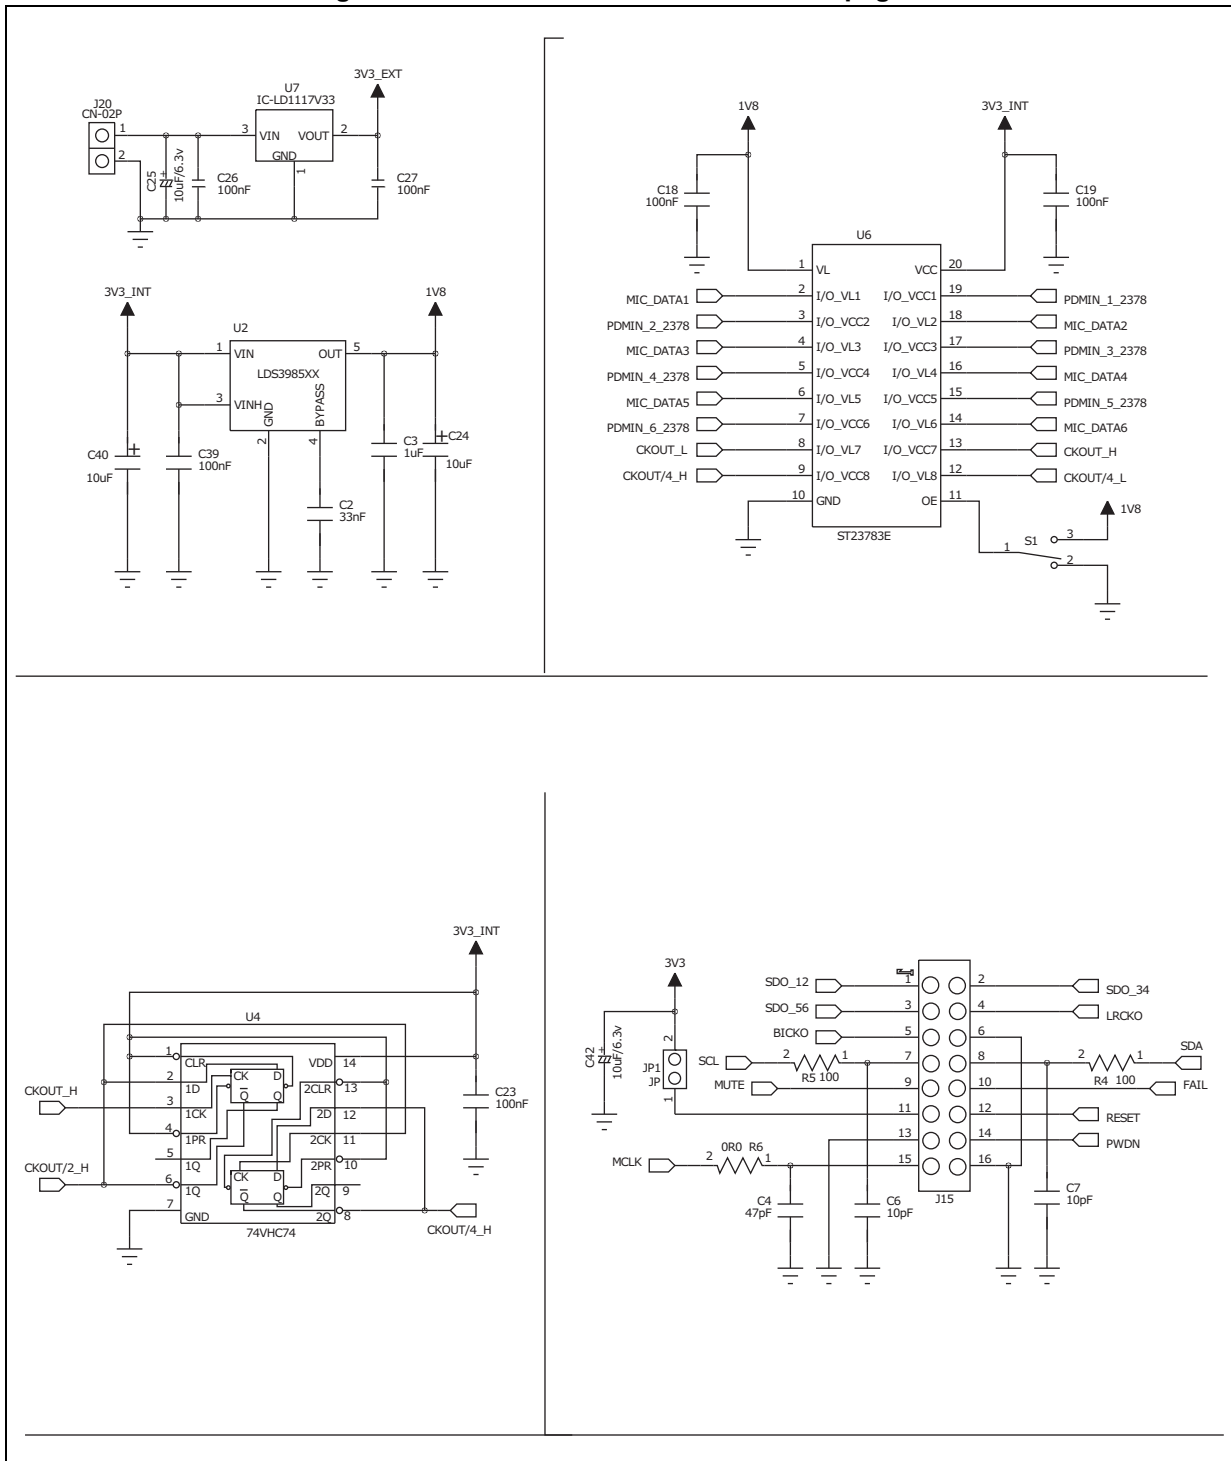 3V3_EXT
U7
IC-LD1117V33
J20
CN-02P
1
2
3
VIN
VOUT
2
GND
1
C25
10uF/6.3v
C26
100nF
C27
100nF
3V3_INT
1V8
U2
1
VIN
OUT
5
LDS3985XX
3
VINH
GND
BYPASS
2
4
C40
10uF
C39
100nF
C3
1uF
C24
10uF
C2
33nF
1V8
3V3_INT
C18
100nF
C19
100nF
U6
1 VL VCC 20
MIC_DATA1 2 I/O_VL1 I/O_VCC1 19 PDMIN_1_2378
PDMIN_2_2378 3 I/O_VCC2 I/O_VL2 18 MIC_DATA2
MIC_DATA3 4 I/O_VL3 I/O_VCC3 17 PDMIN_3_2378
PDMIN_4_2378 5 I/O_VCC4 I/O_VL4 16 MIC_DATA4
MIC_DATA5 6 I/O_VL5 I/O_VCC5 15 PDMIN_5_2378
PDMIN_6_2378 7 I/O_VCC6 I/O_VL6 14 MIC_DATA6
CKOUT_L 8 I/O_VL7 I/O_VCC7 13 CKOUT_H
CKOUT/4_H 9 I/O_VCC8 I/O_VL8 12 CKOUT/4_L
10 GND OE 11
ST23783E
1V8
S1
1
3
2
3V3_INT
U4
1 CLR VDD 14
2 1D 2CLR 13
CKOUT_H 3 1CK 2D 12
4 1PR 2CK 11
5 1Q 2PR 10
CKOUT/2_H 6 1Q 2Q 9
7 GND 2Q 8
CK D
Q Q
CK D
Q Q
74VHC74
CKOUT/4_H
C23
100nF
3V3
C42
10uF/6.3v
2
JP1
JP
1
SDO_12 1 2 SDO_34
SDO_56 3 4 LRCKO
BICKO 5 6
SCL 2 1 7 8 2 1 SDA
R5 100
R4 100
MUTE 9 10 FAIL
11 12 RESET
13 14 PWDN
0R0 R6
MCLK 2 1 15 16
J15
C4
47pF
C6
10pF
C7
10pF